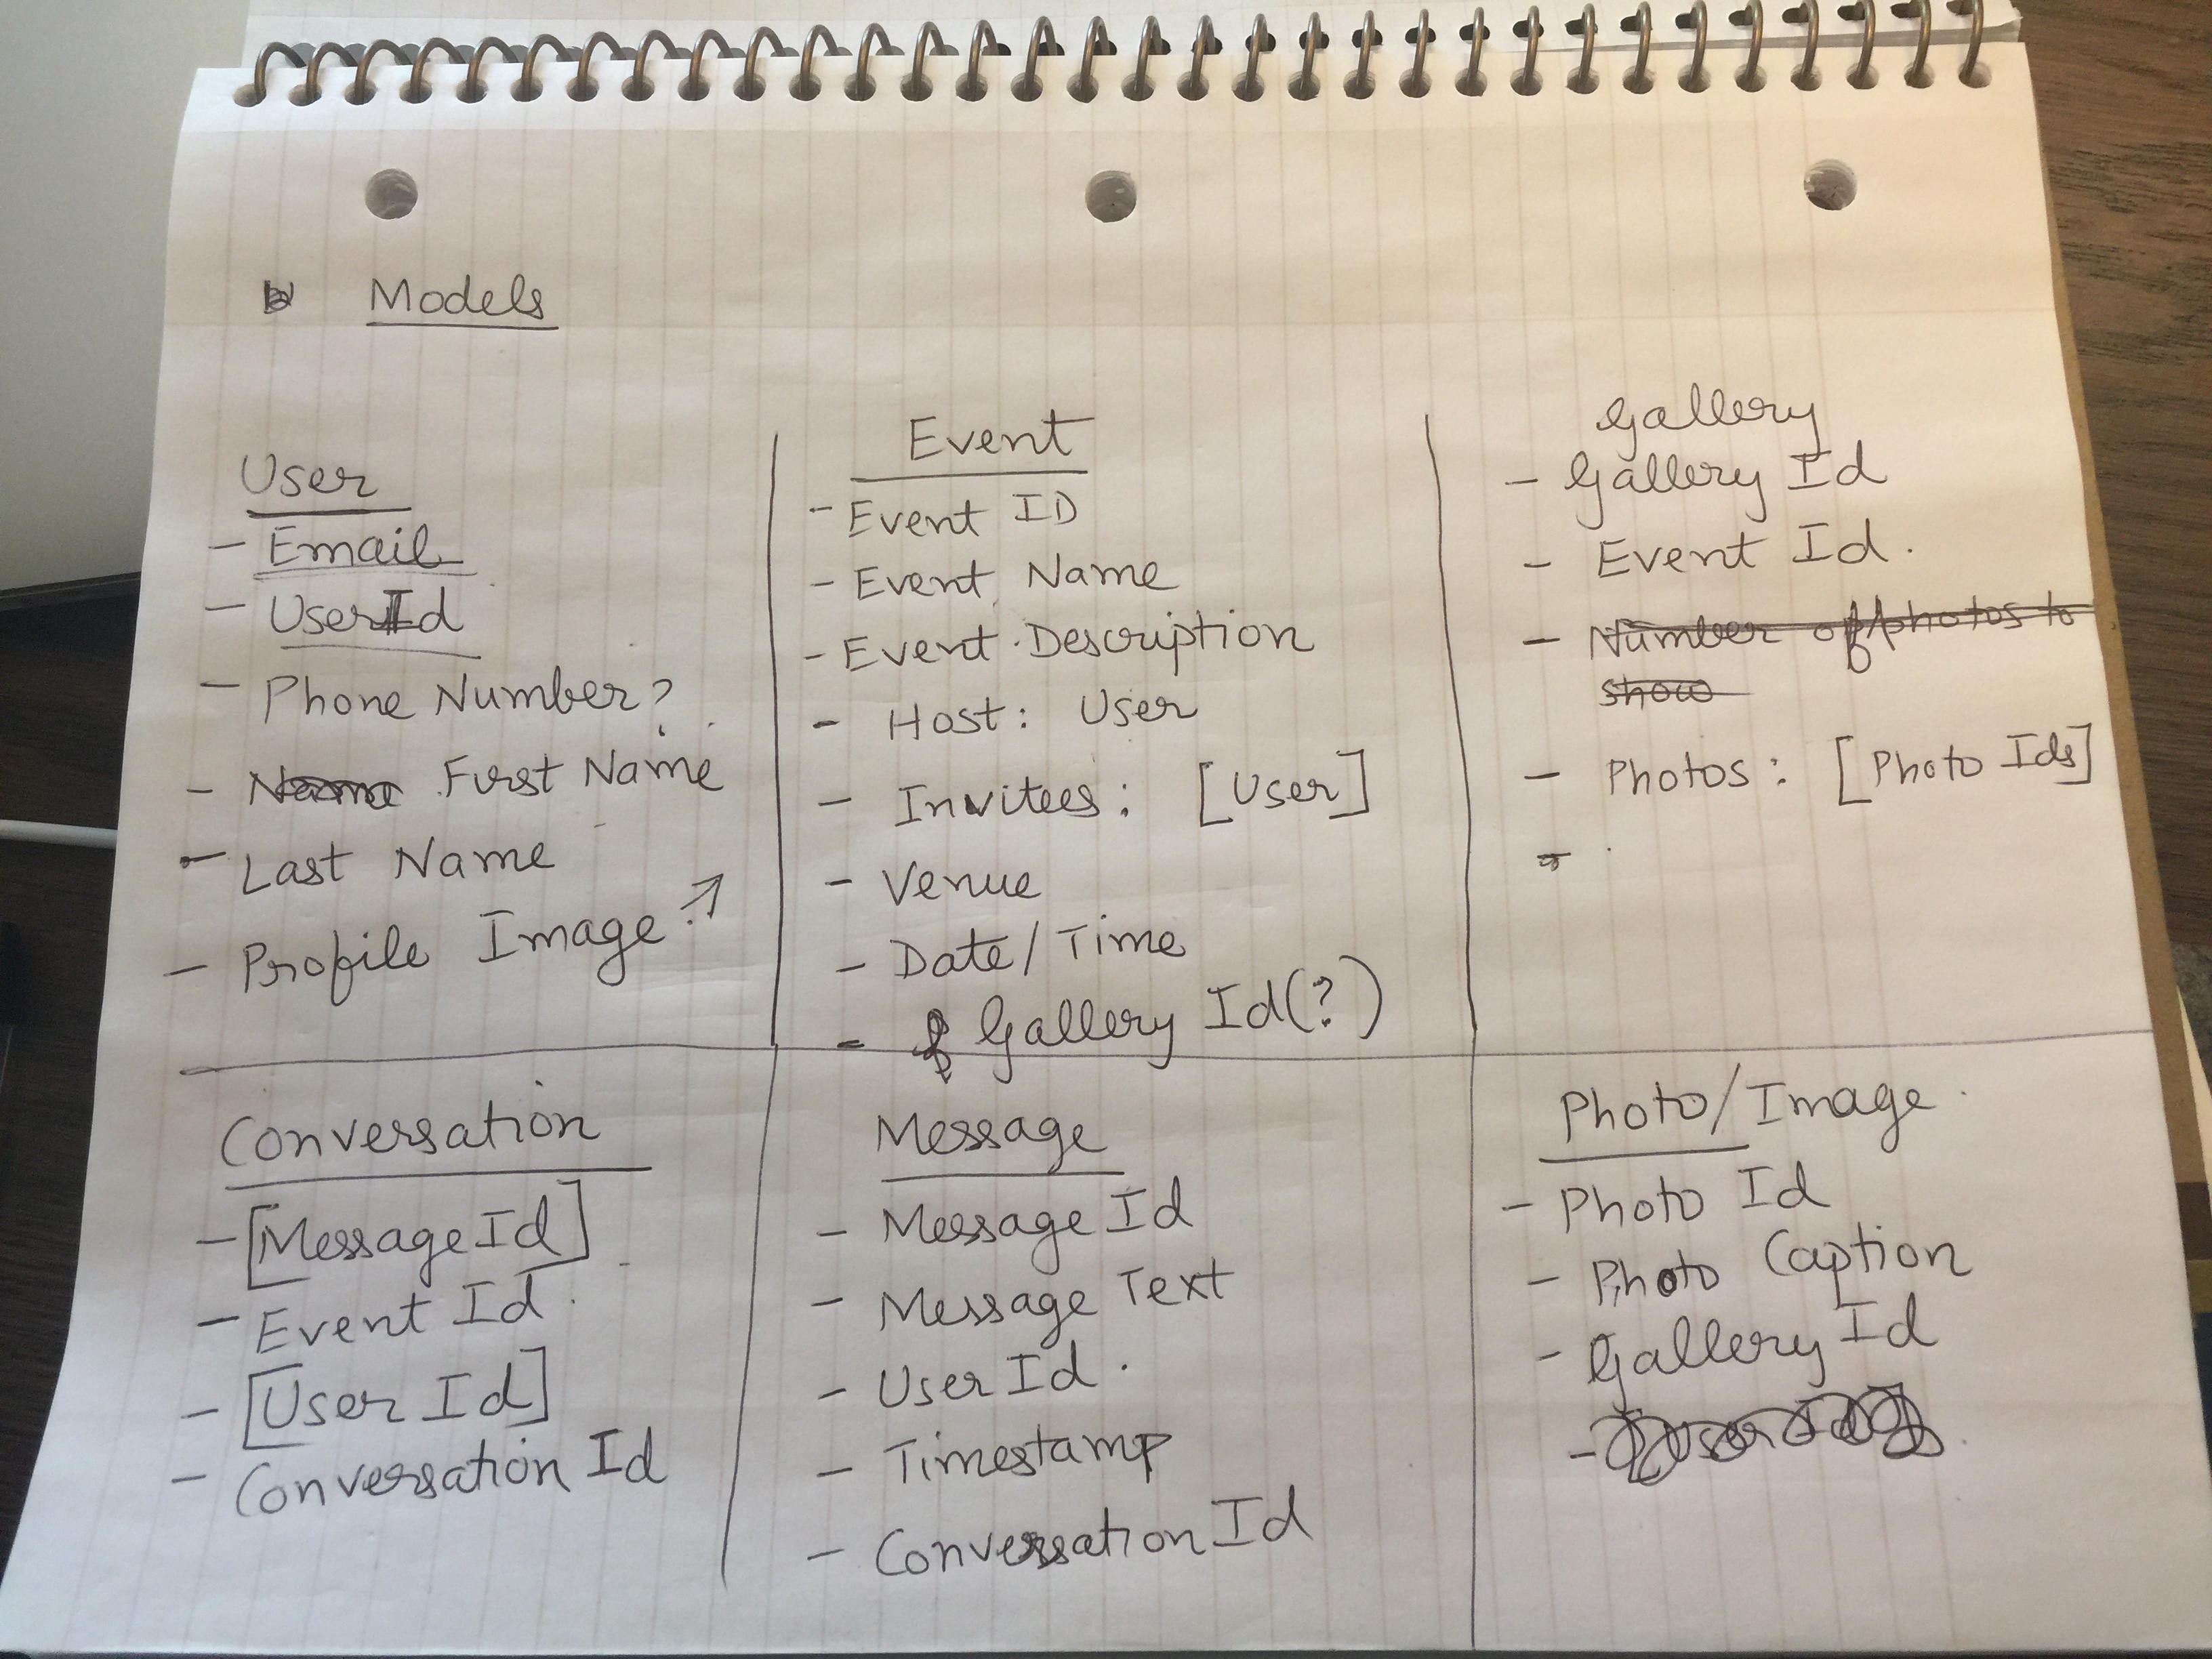 Models
User
- Email
- UserId
- Phone Number?
- First Name
- Last Name
- Profile Image ?
Event
- Event ID
- Event Name
- Event Description
- Host: User
- Invitees: [User]
- Venue
- Date/Time
- Gallery Id(?)
Gallery
- Gallery Id
- Event Id.
- Number of photos to
show
- Photos: [Photo Ids]
-
Conversation
- [Message Id]
- Event Id.
- [User Id]
- Conversation Id
Message
- Message Id
- Message Text
- User Id.
- Timestamp
- Conversation Id
Photo/Image
- Photo Id
- Photo Caption
- Gallery Id